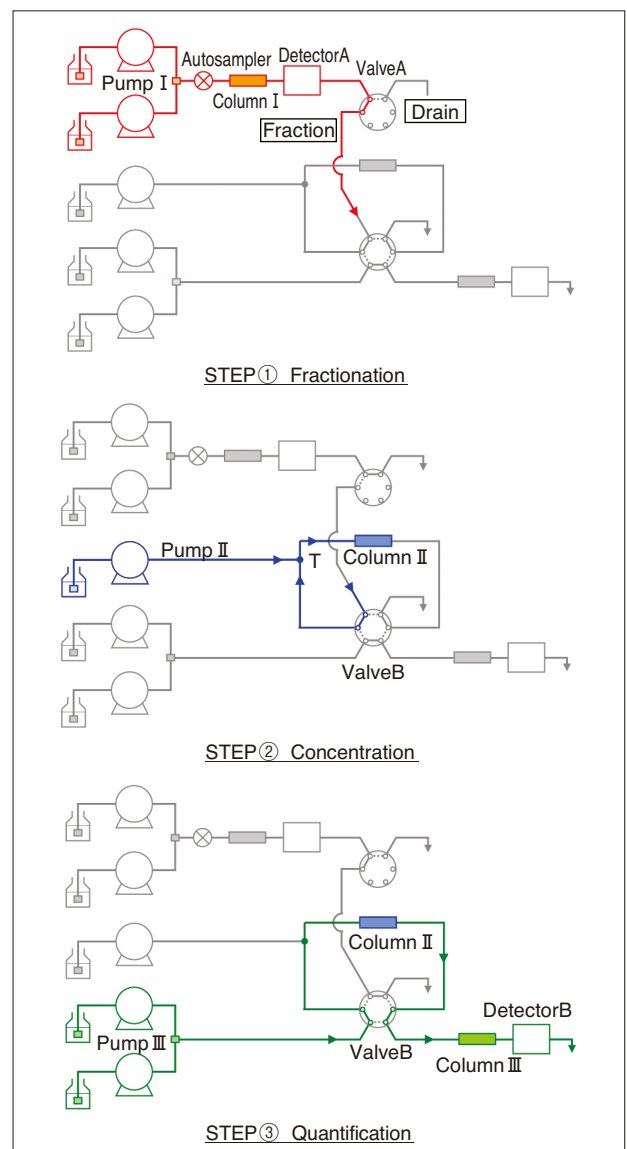 Autosampler
DetectorA
ValveA
Pump Ⅰ
Column Ⅰ
Drain
Fraction
STEP① Fractionation
Pump Ⅱ
T
Column Ⅱ
ValveB
STEP② Concentration
Column Ⅱ
DetectorB
Pump Ⅲ
ValveB
Column Ⅲ
STEP③ Quantification